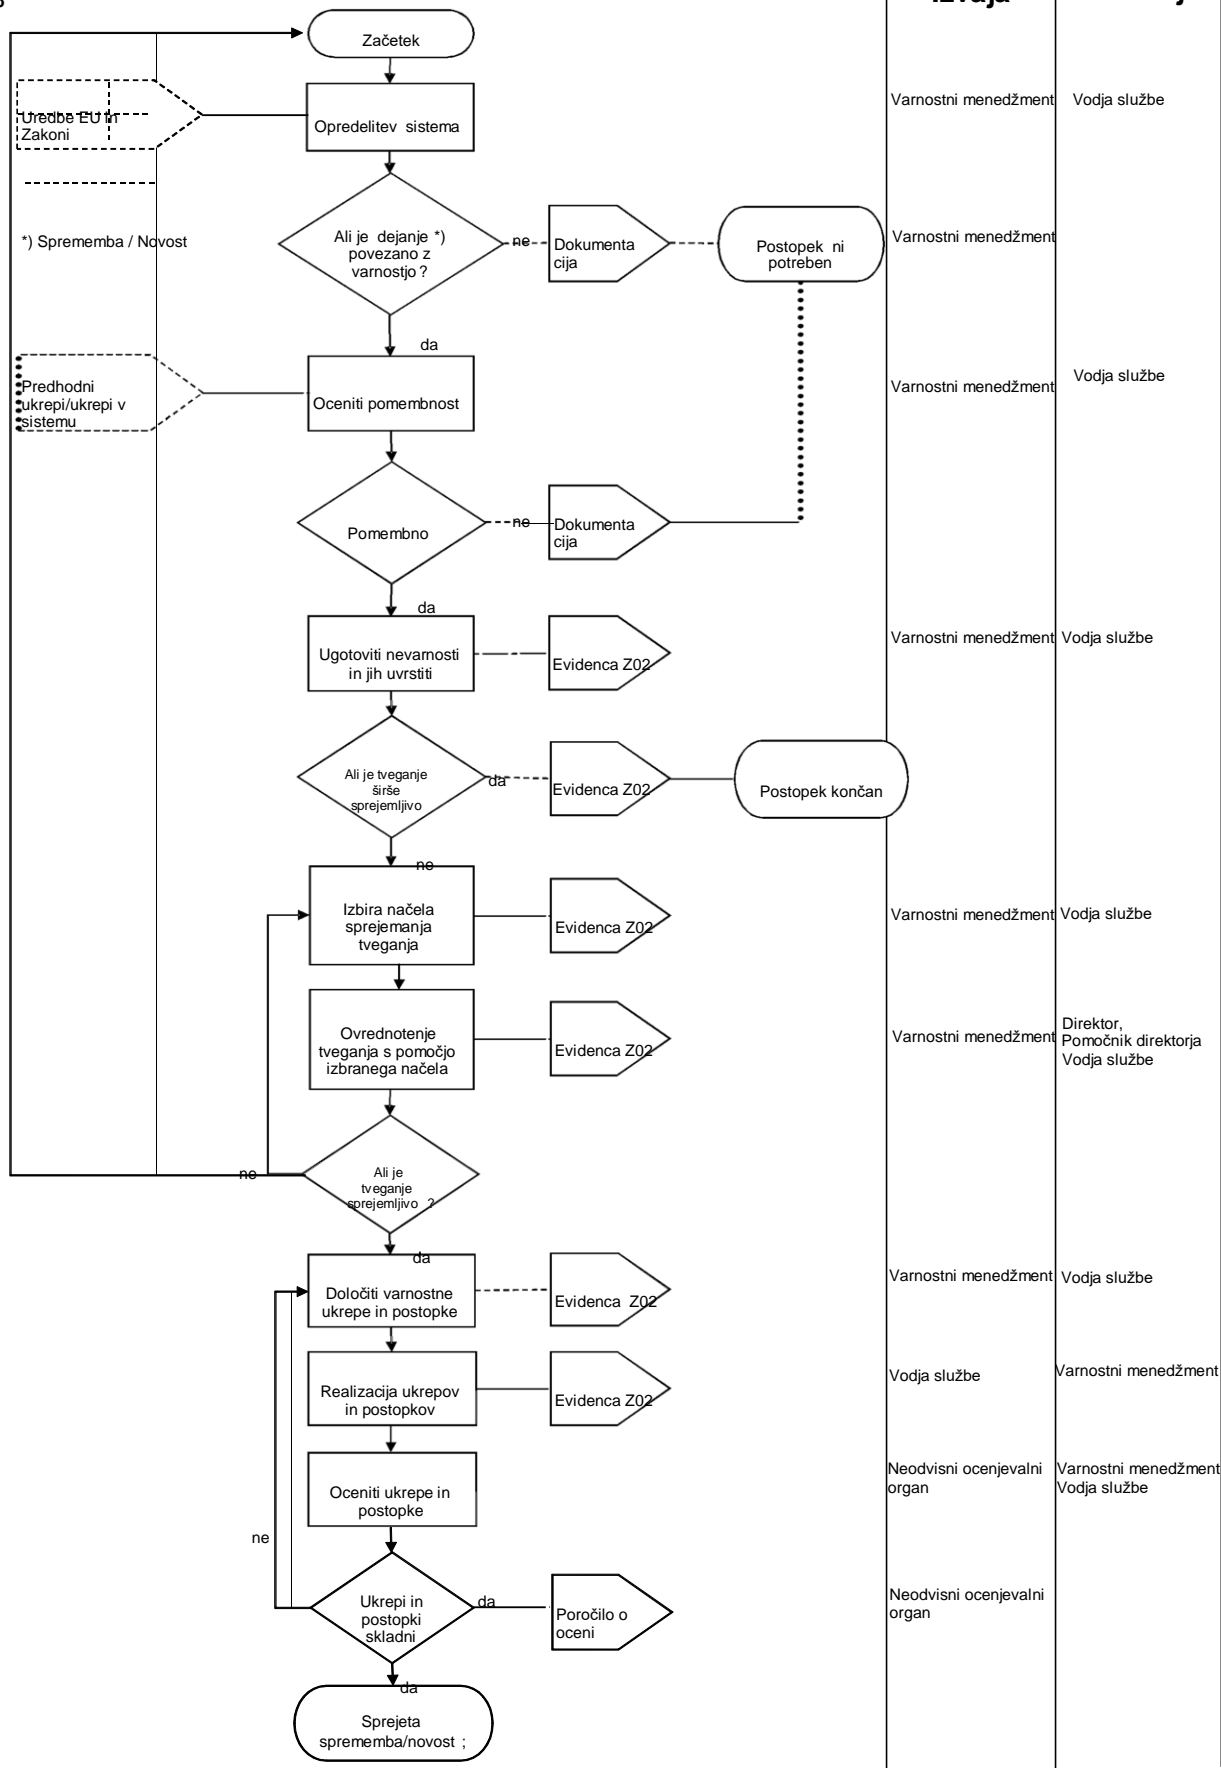 Začetek
Varnostni menedžment
Vodja službe
Uredbe EU in
Zakoni
Opredelitev sistema
*) Sprememba / Novost
Ali je dejanje *)
povezano z
varnostjo ?
ne
Dokumenta
cija
Postopek ni
potreben
Varnostni menedžment
da
Predhodni
ukrepi/ukrepi v
sistemu
Oceniti pomembnost
Varnostni menedžment
Vodja službe
Pomembno
ne
Dokumenta
cija
da
Ugotoviti nevarnosti
in jih uvrstiti
Evidenca Z02
Varnostni menedžment
Vodja službe
Ali je tveganje
širše
sprejemljivo
da
Evidenca Z02
Postopek končan
ne
Izbira načela
sprejemanja
tveganja
Evidenca Z02
Varnostni menedžment
Vodja službe
Ovrednotenje
tveganja s pomočjo
izbranega načela
Evidenca Z02
Varnostni menedžment
Direktor,
Pomočnik direktorja
Vodja službe
ne
Ali je
tveganje
sprejemljivo ?
da
Določiti varnostne
ukrepe in postopke
Evidenca Z02
Varnostni menedžment
Vodja službe
Realizacija ukrepov
in postopkov
Evidenca Z02
Vodja službe
Varnostni menedžment
Oceniti ukrepe in
postopke
Neodvisni ocenjevalni
organ
Varnostni menedžment
Vodja službe
ne
Ukrepi in
postopki
skladni
da
Poročilo o
oceni
Neodvisni ocenjevalni
organ
da
Sprejeta
sprememba/novost ;